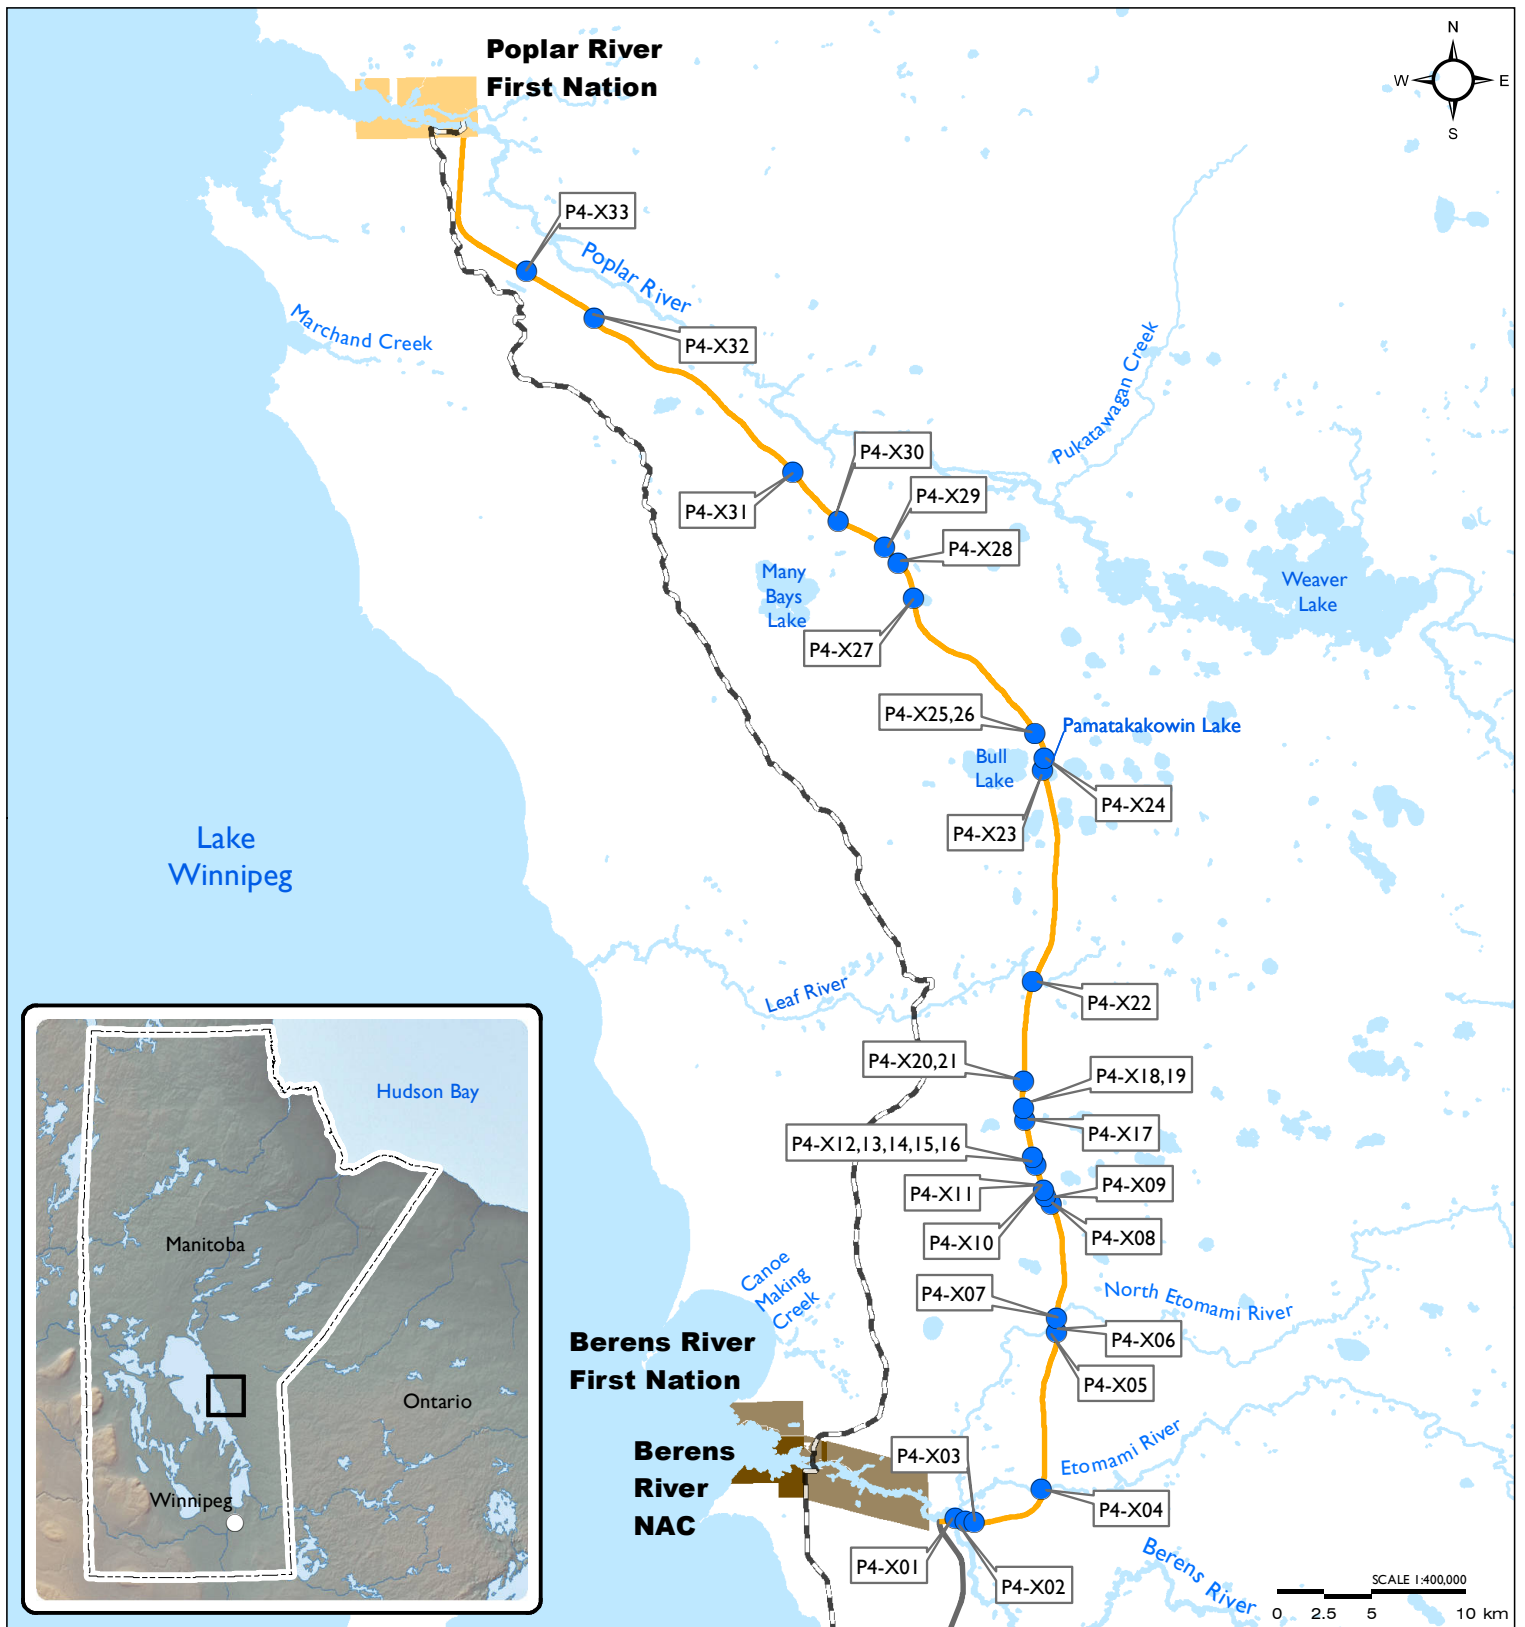 Poplar River
First Nation
N
W
E
S
P4-X33
Poplar River
P4-X32
Marchand Creek
Pukatawagan Creek
P4-X30
P4-X29
P4-X31
P4-X28
Many
Bays
Lake
Weaver
Lake
P4-X27
P4-X25,26
Pamatakakowin Lake
Bull
Lake
P4-X24
P4-X23
Lake
Winnipeg
Leaf River
P4-X22
P4-X20,21
P4-X18,19
P4-X17
P4-X12,13,14,15,16
P4-X11
P4-X09
P4-X10
P4-X08
Canoe
Making
Creek
P4-X07
North Etomami River
P4-X06
P4-X05
Berens River
First Nation
Berens
River
NAC
P4-X03
Etomami River
P4-X04
P4-X01
P4-X02
Berens River
SCALE 1:400,000
0 2.5 5 10 km
Hudson Bay
Manitoba
Ontario
Winnipeg